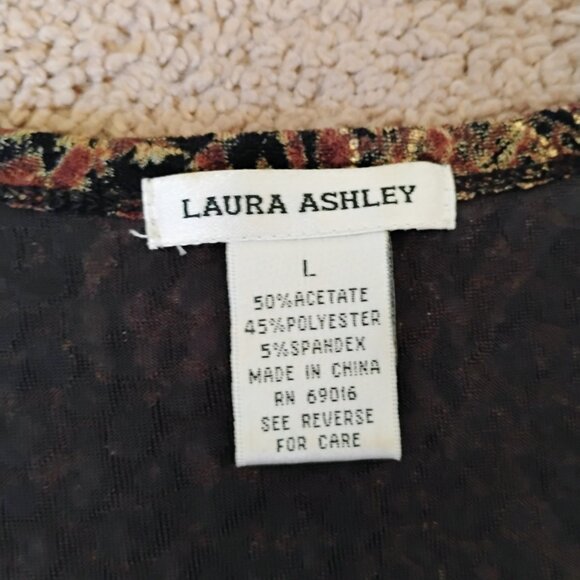 LAURA ASHLEY
L
50%ACETATE
45%POLYESTER
5%SPANDEX
MADE IN CHINA
RN 69016
SEE REVERSE
FOR CARE